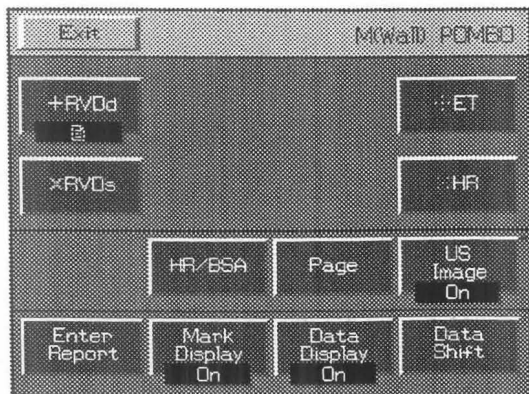 Exit
M(Wall) POMBO
+RVDd
÷ET
×RVDs
∷HR
HR/BSA
Page
US
Image
On
Enter
Report
Mark
Display
On
Data
Display
On
Data
Shift